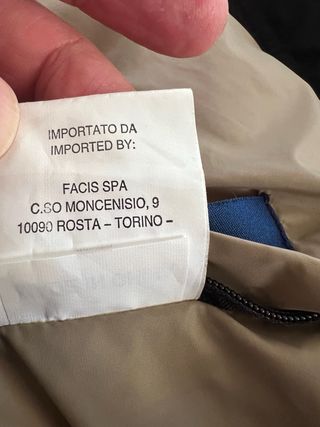 IMPORTATO DA
IMPORTED BY:
FACIS SPA
C.SO MONCENISIO, 9
10090 ROSTA – TORINO –